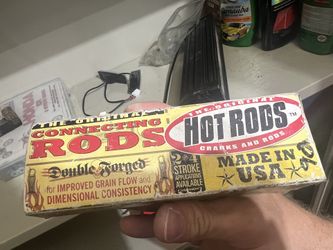 THE ORIGINAL
CONNECTING
RODS
Double Forged
for IMPROVED GRAIN FLOW and
DIMENSIONAL CONSISTENCY
2 & 4
STROKE
APPLICATIONS
AVAILABLE
THE ORIGINAL
HOT RODS™
CRANKS AND RODS
MADE IN
USA